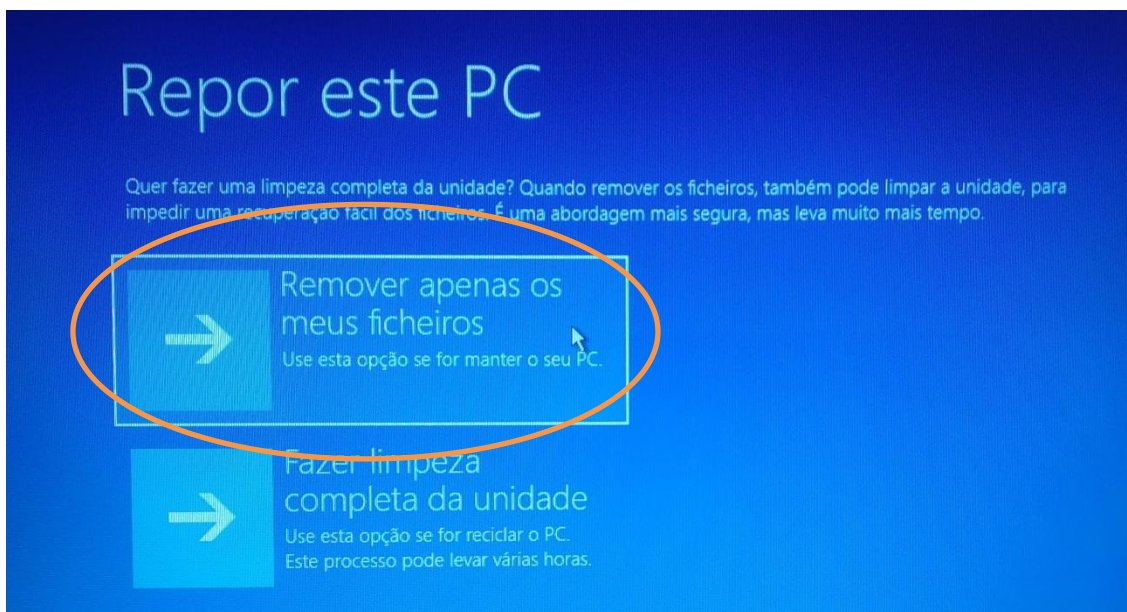 Repor este PC
Quer fazer uma limpeza completa da unidade? Quando remover os ficheiros, também pode limpar a unidade, para
impedir uma recuperação fácil dos ficheiros. É uma abordagem mais segura, mas leva muito mais tempo.
Remover apenas os
meus ficheiros
Use esta opção se for manter o seu PC.
Fazer limpeza
completa da unidade
Use esta opção se for reciclar o PC.
Este processo pode levar várias horas.